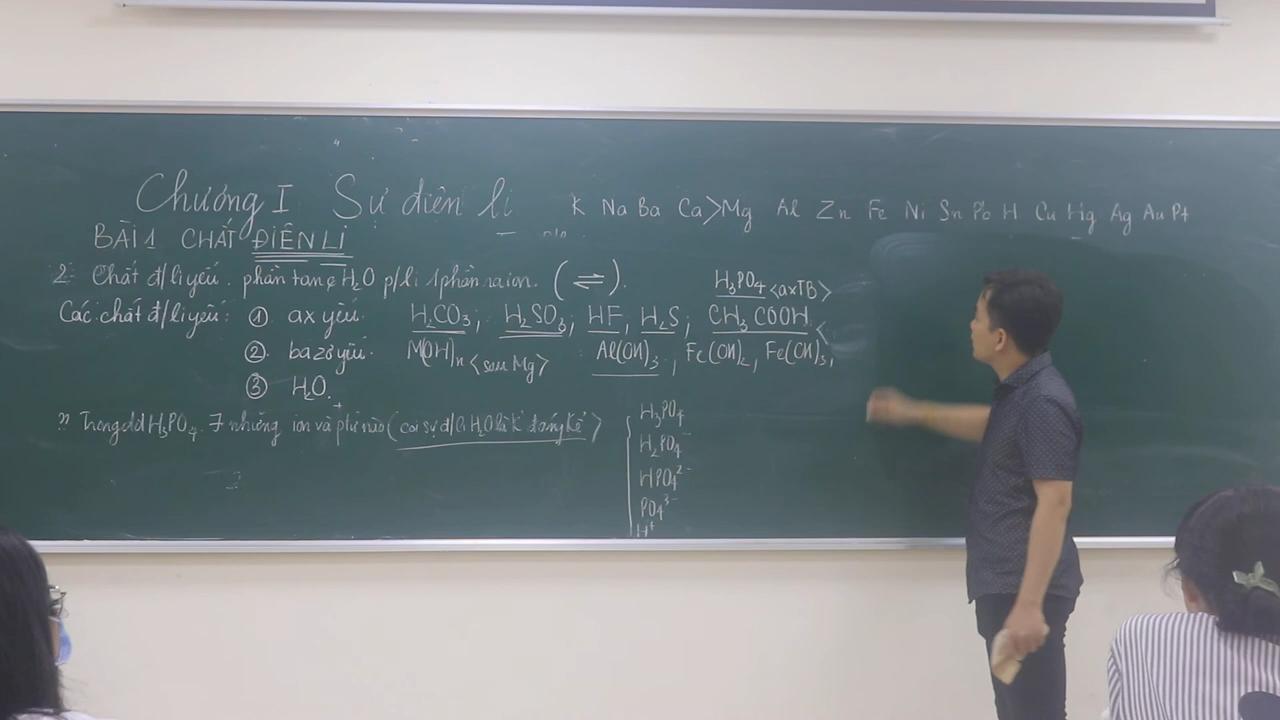 Chương I Sự điện li
K Na Ba Ca > Mg Al Zn Fe Ni Sn Pb H Cu Hg Ag Au Pt
BÀI 1 CHẤT ĐIỆN LI
2. Chất đ/li yếu. phần tan H₂O p/li 1 phần ra ion. (⇌).
H₃PO₄ <axTB>
Các chất đ/li yếu: ① ax yếu. H₂CO₃; H₂SO₃; HF, H₂S; CH₃COOH <
② bazơ yếu. M(OH)n <sau Mg> Al(OH)₃, Fe(OH)₂, Fe(OH)₃,
③ H₂O.
?? Trong dd H₃PO₄. ∃ những ion và ptử nào (coi sự đ/li H₂O là k đáng kể)
H₃PO₄
H₂PO₄⁻
HPO₄²⁻
PO₄³⁻
H⁺